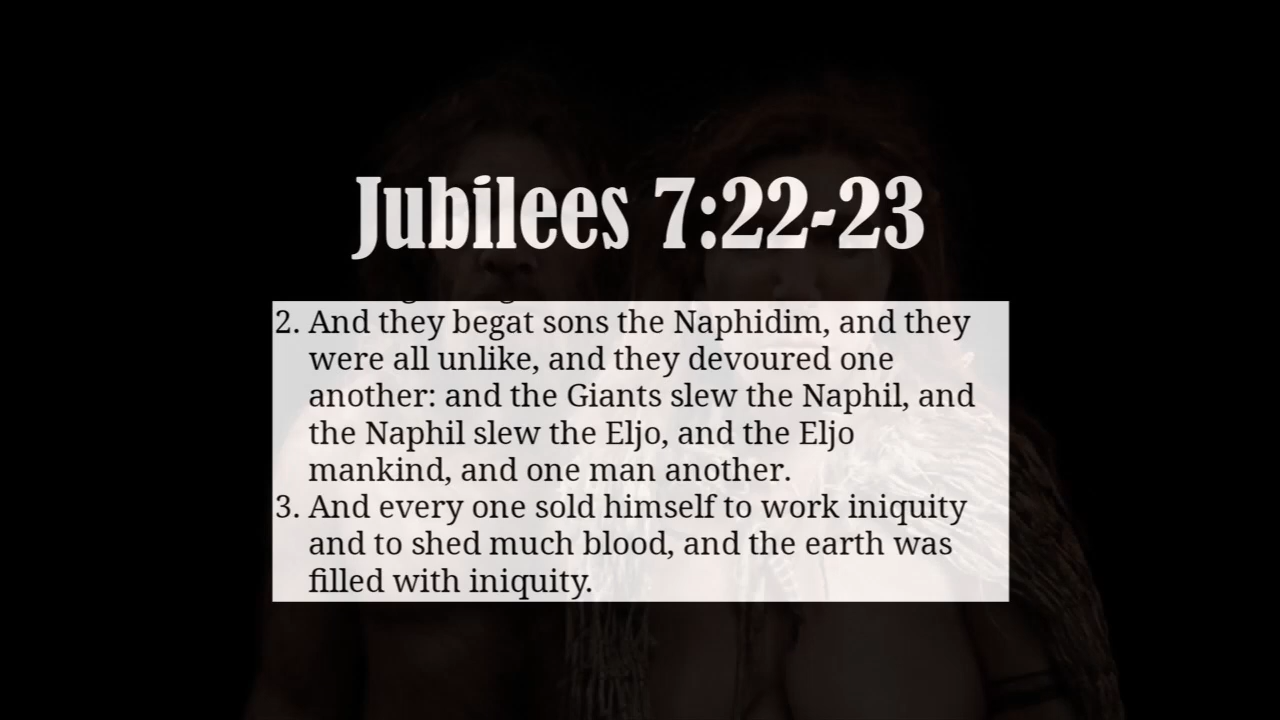 Jubilees 7:22-23
2. And they begat sons the Naphidim, and they
were all unlike, and they devoured one
another: and the Giants slew the Naphil, and
the Naphil slew the Eljo, and the Eljo
mankind, and one man another.
3. And every one sold himself to work iniquity
and to shed much blood, and the earth was
filled with iniquity.